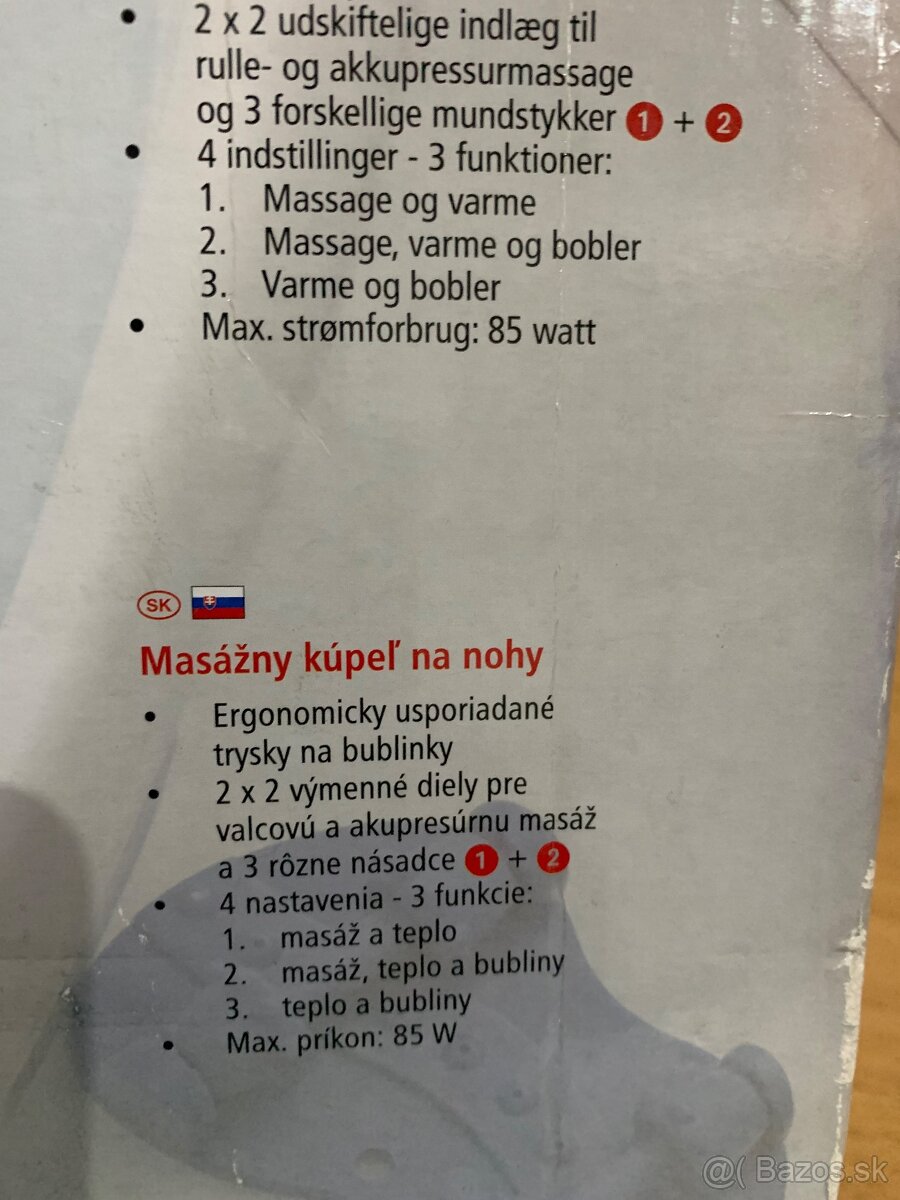 • 2 x 2 udskiftelige indlæg til
rulle- og akkupressurmassage
og 3 forskellige mundstykker 1 + 2
• 4 indstillinger - 3 funktioner:
1. Massage og varme
2. Massage, varme og bobler
3. Varme og bobler
• Max. strømforbrug: 85 watt
SK
Masážny kúpeľ na nohy
• Ergonomicky usporiadané
trysky na bublinky
• 2 x 2 výmenné diely pre
valcovú a akupresúrnu masáž
a 3 rôzne násadce 1 + 2
• 4 nastavenia - 3 funkcie:
1. masáž a teplo
2. masáž, teplo a bubliny
3. teplo a bubliny
• Max. príkon: 85 W
@( Bazos.sk